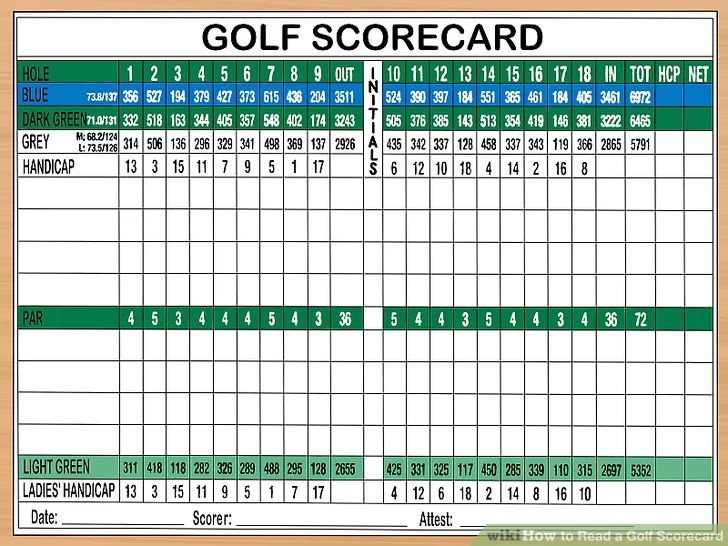 GOLF SCORECARD
HOLE 1 2 3 4 5 6 7 8 9 OUT INITIALS 10 11 12 13 14 15 16 17 18 IN TOT HCP NET
BLUE 73.8/137 356 527 194 379 427 373 615 436 204 3511 524 390 397 184 551 365 461 184 405 3461 6972
DARK GREEN 71.0/131 332 518 163 344 405 357 548 402 174 3243 505 376 385 143 513 354 419 146 381 3222 6465
GREY M: 68.2/124 L: 73.5/126 314 506 136 296 329 341 498 369 137 2926 435 342 337 128 458 337 343 119 366 2865 5791
HANDICAP 13 3 15 11 7 9 5 1 17 6 12 10 18 4 14 2 16 8
PAR 4 5 3 4 4 4 5 4 3 36 5 4 4 3 5 4 4 3 4 36 72
LIGHT GREEN 311 418 118 282 326 289 488 295 128 2655 425 331 325 117 450 285 339 110 315 2697 5352
LADIES' HANDICAP 13 3 15 11 9 5 1 7 17 4 12 6 18 2 14 8 16 10
Date: Scorer: Attest:
wikiHow to Read a Golf Scorecard